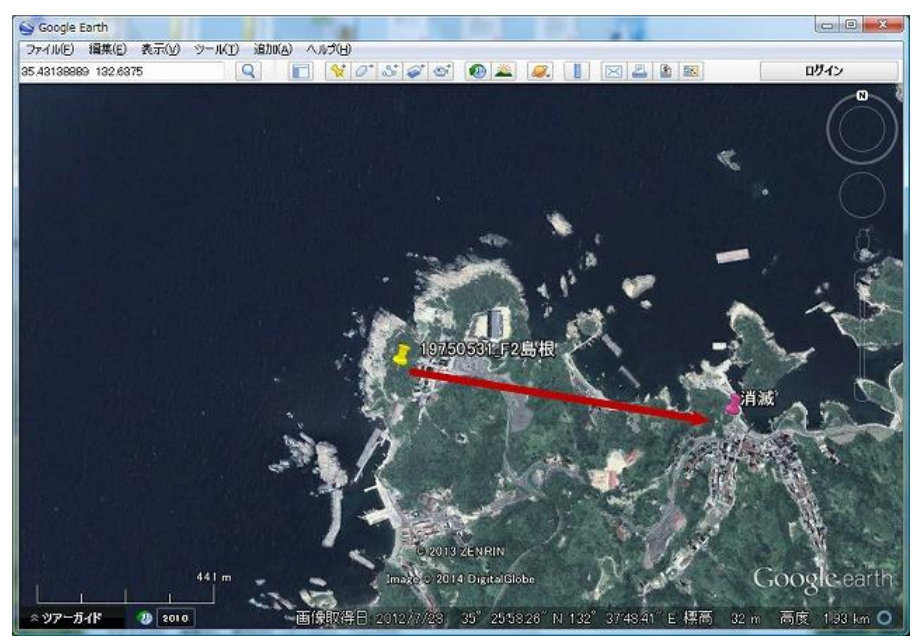 Google Earth
ファイル(F) 編集(E) 表示(V) ツール(T) 追加(A) ヘルプ(H)
35.43138889 132.6375
ログイン
N
19750531_F2島根
消滅
© 2013 ZENRIN
Image © 2014 DigitalGlobe
Google earth
441 m
ツアーガイド
2010
画像取得日: 2012/7/28 35°25'58.26" N 132°37'48.41" E 標高 32 m 高度 1.93 km